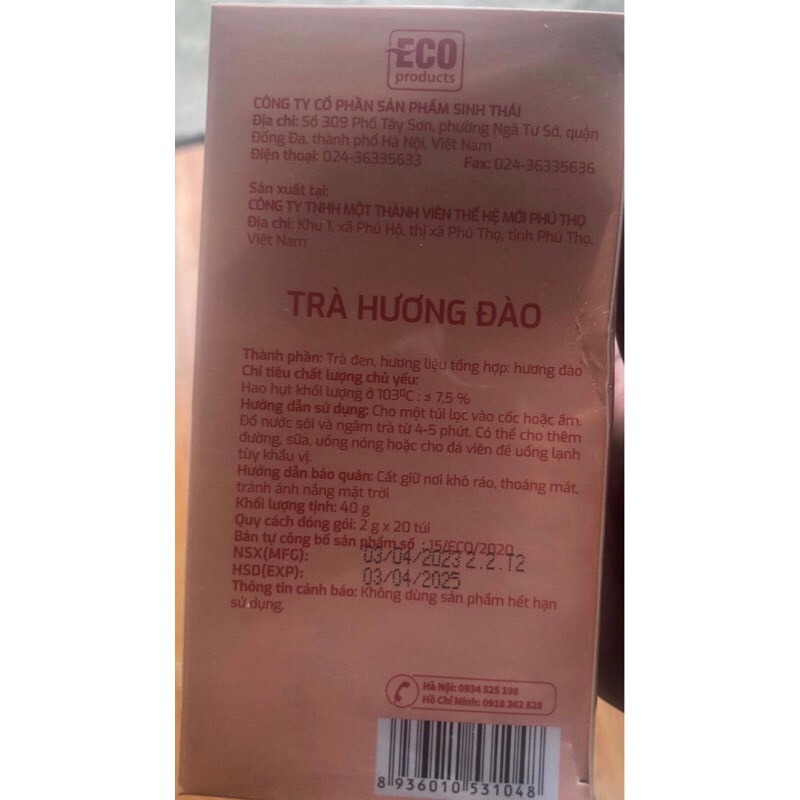 ECO
products
CÔNG TY CỔ PHẦN SẢN PHẨM SINH THÁI
Địa chỉ: Số 309 Phố Tây Sơn, phường Ngã Tư Sở, quận
Đống Đa, thành phố Hà Nội, Việt Nam
Điện thoại: 024-36335633 Fax: 024-36335636
Sản xuất tại:
CÔNG TY TNHH MỘT THÀNH VIÊN THẾ HỆ MỚI PHÚ THỌ
Địa chỉ: Khu 1, xã Phú Hộ, thị xã Phú Thọ, tỉnh Phú Thọ,
Việt Nam
TRÀ HƯƠNG ĐÀO
Thành phần: Trà đen, hương liệu tổng hợp: hương đào
Chỉ tiêu chất lượng chủ yếu:
Hao hụt khối lượng ở 103ºC : ≤ 7,5 %
Hướng dẫn sử dụng: Cho một túi lọc vào cốc hoặc ấm.
Đổ nước sôi và ngâm trà từ 4-5 phút. Có thể cho thêm
đường, sữa, uống nóng hoặc cho đá viên để uống lạnh
tùy khẩu vị.
Hướng dẫn bảo quản: Cất giữ nơi khô ráo, thoáng mát,
tránh ánh nắng mặt trời
Khối lượng tịnh: 40 g
Quy cách đóng gói: 2 g x 20 túi
Bản tự công bố sản phẩm số : 15/ECO/2020
NSX(MFG): 03/04/2023 2.2.T2
HSD(EXP): 03/04/2025
Thông tin cảnh báo: Không dùng sản phẩm hết hạn
sử dụng.
Hà Nội: 0934 525 198
Hồ Chí Minh: 0918 362 828
8 936010 531048